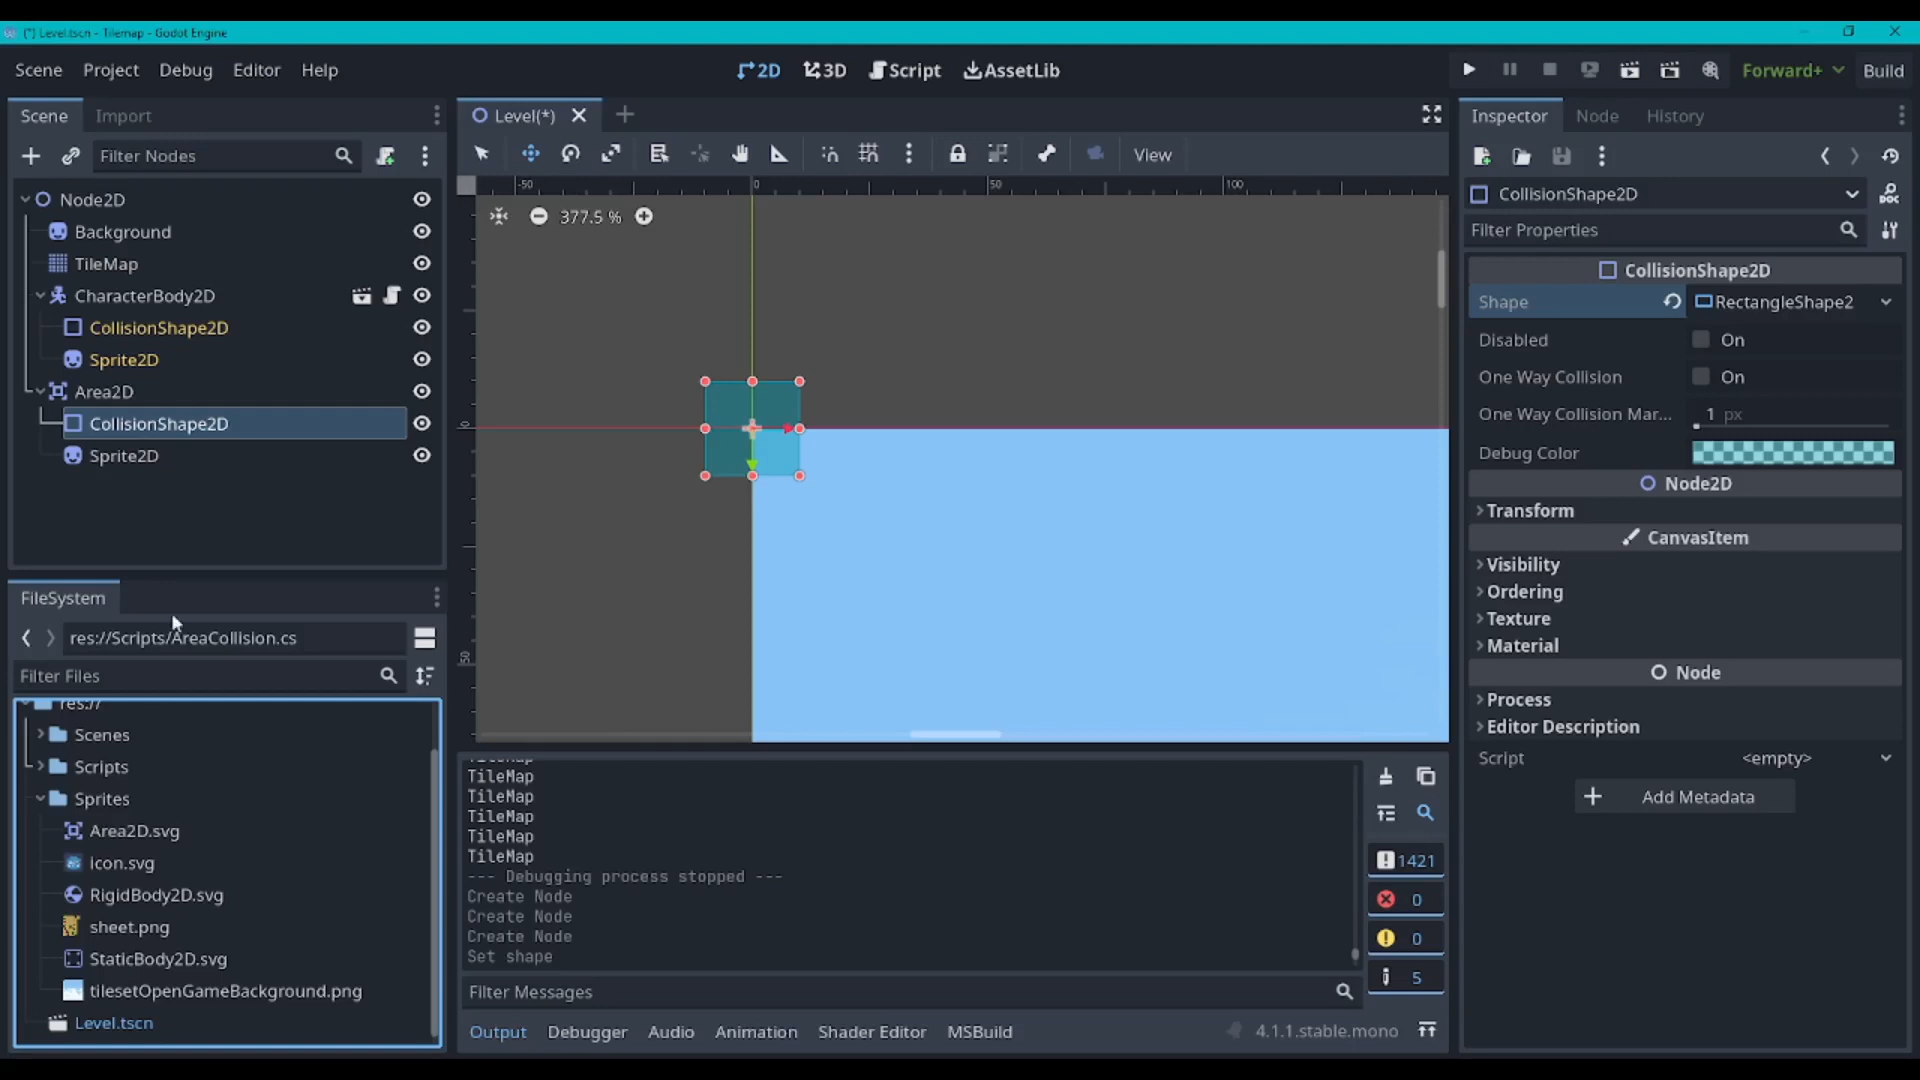 (*) Level.tscn - Tilemap - Godot Engine
Scene Project Debug Editor Help
2D 3D Script AssetLib
Forward+ Build
Scene Import
Filter Nodes
Node2D
Background
TileMap
CharacterBody2D
CollisionShape2D
Sprite2D
Area2D
CollisionShape2D
Sprite2D
FileSystem
res://Scripts/AreaCollision.cs
Filter Files
res://
Scenes
Scripts
Sprites
Area2D.svg
icon.svg
RigidBody2D.svg
sheet.png
StaticBody2D.svg
tilesetOpenGameBackground.png
Level.tscn
Level(*)
View
-50 0 50 100
377.5 %
0
50
TileMap
TileMap
TileMap
TileMap
TileMap
TileMap
--- Debugging process stopped ---
Create Node
Create Node
Create Node
Set shape
1421
0
0
5
Filter Messages
Output Debugger Audio Animation Shader Editor MSBuild
4.1.1.stable.mono
Inspector Node History
CollisionShape2D
Filter Properties
CollisionShape2D
Shape RectangleShape2
Disabled On
One Way Collision On
One Way Collision Mar... 1 px
Debug Color
Node2D
Transform
CanvasItem
Visibility
Ordering
Texture
Material
Node
Process
Editor Description
Script <empty>
Add Metadata